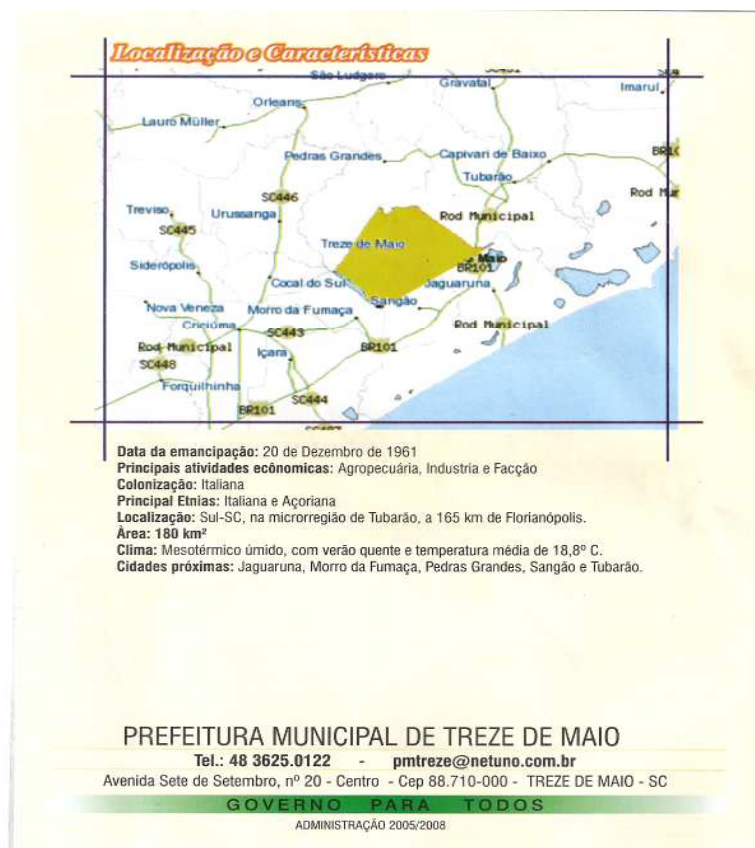 Localização e Características
São Ludgero
Gravatal
Imaruí
Orleans
Lauro Müller
Pedras Grandes
Capivari de Baixo
Tubarão
SC446
Rod Municipal
Treviso
Urussanga
SC445
Treze de Maio
Maio
BR101
Siderópolis
Cocal do Sul
Jaguaruna
Sangão
Nova Veneza
Morro da Fumaça
Criciúma
SC443
Rod Municipal
Rod Municipal
Içara
BR101
SC448
Forquilhinha
SC444
BR101
Data da emancipação: 20 de Dezembro de 1961
Principais atividades ecônomicas: Agropecuária, Industria e Facção
Colonização: Italiana
Principal Etnias: Italiana e Açoriana
Localização: Sul-SC, na microrregião de Tubarão, a 165 km de Florianópolis.
Àrea: 180 km²
Clima: Mesotérmico úmido, com verão quente e temperatura média de 18,8º C.
Cidades próximas: Jaguaruna, Morro da Fumaça, Pedras Grandes, Sangão e Tubarão.
PREFEITURA MUNICIPAL DE TREZE DE MAIO
Tel.: 48 3625.0122 - pmtreze@netuno.com.br
Avenida Sete de Setembro, nº 20 - Centro - Cep 88.710-000 - TREZE DE MAIO - SC
GOVERNO PARA TODOS
ADMINISTRAÇÃO 2005/2008